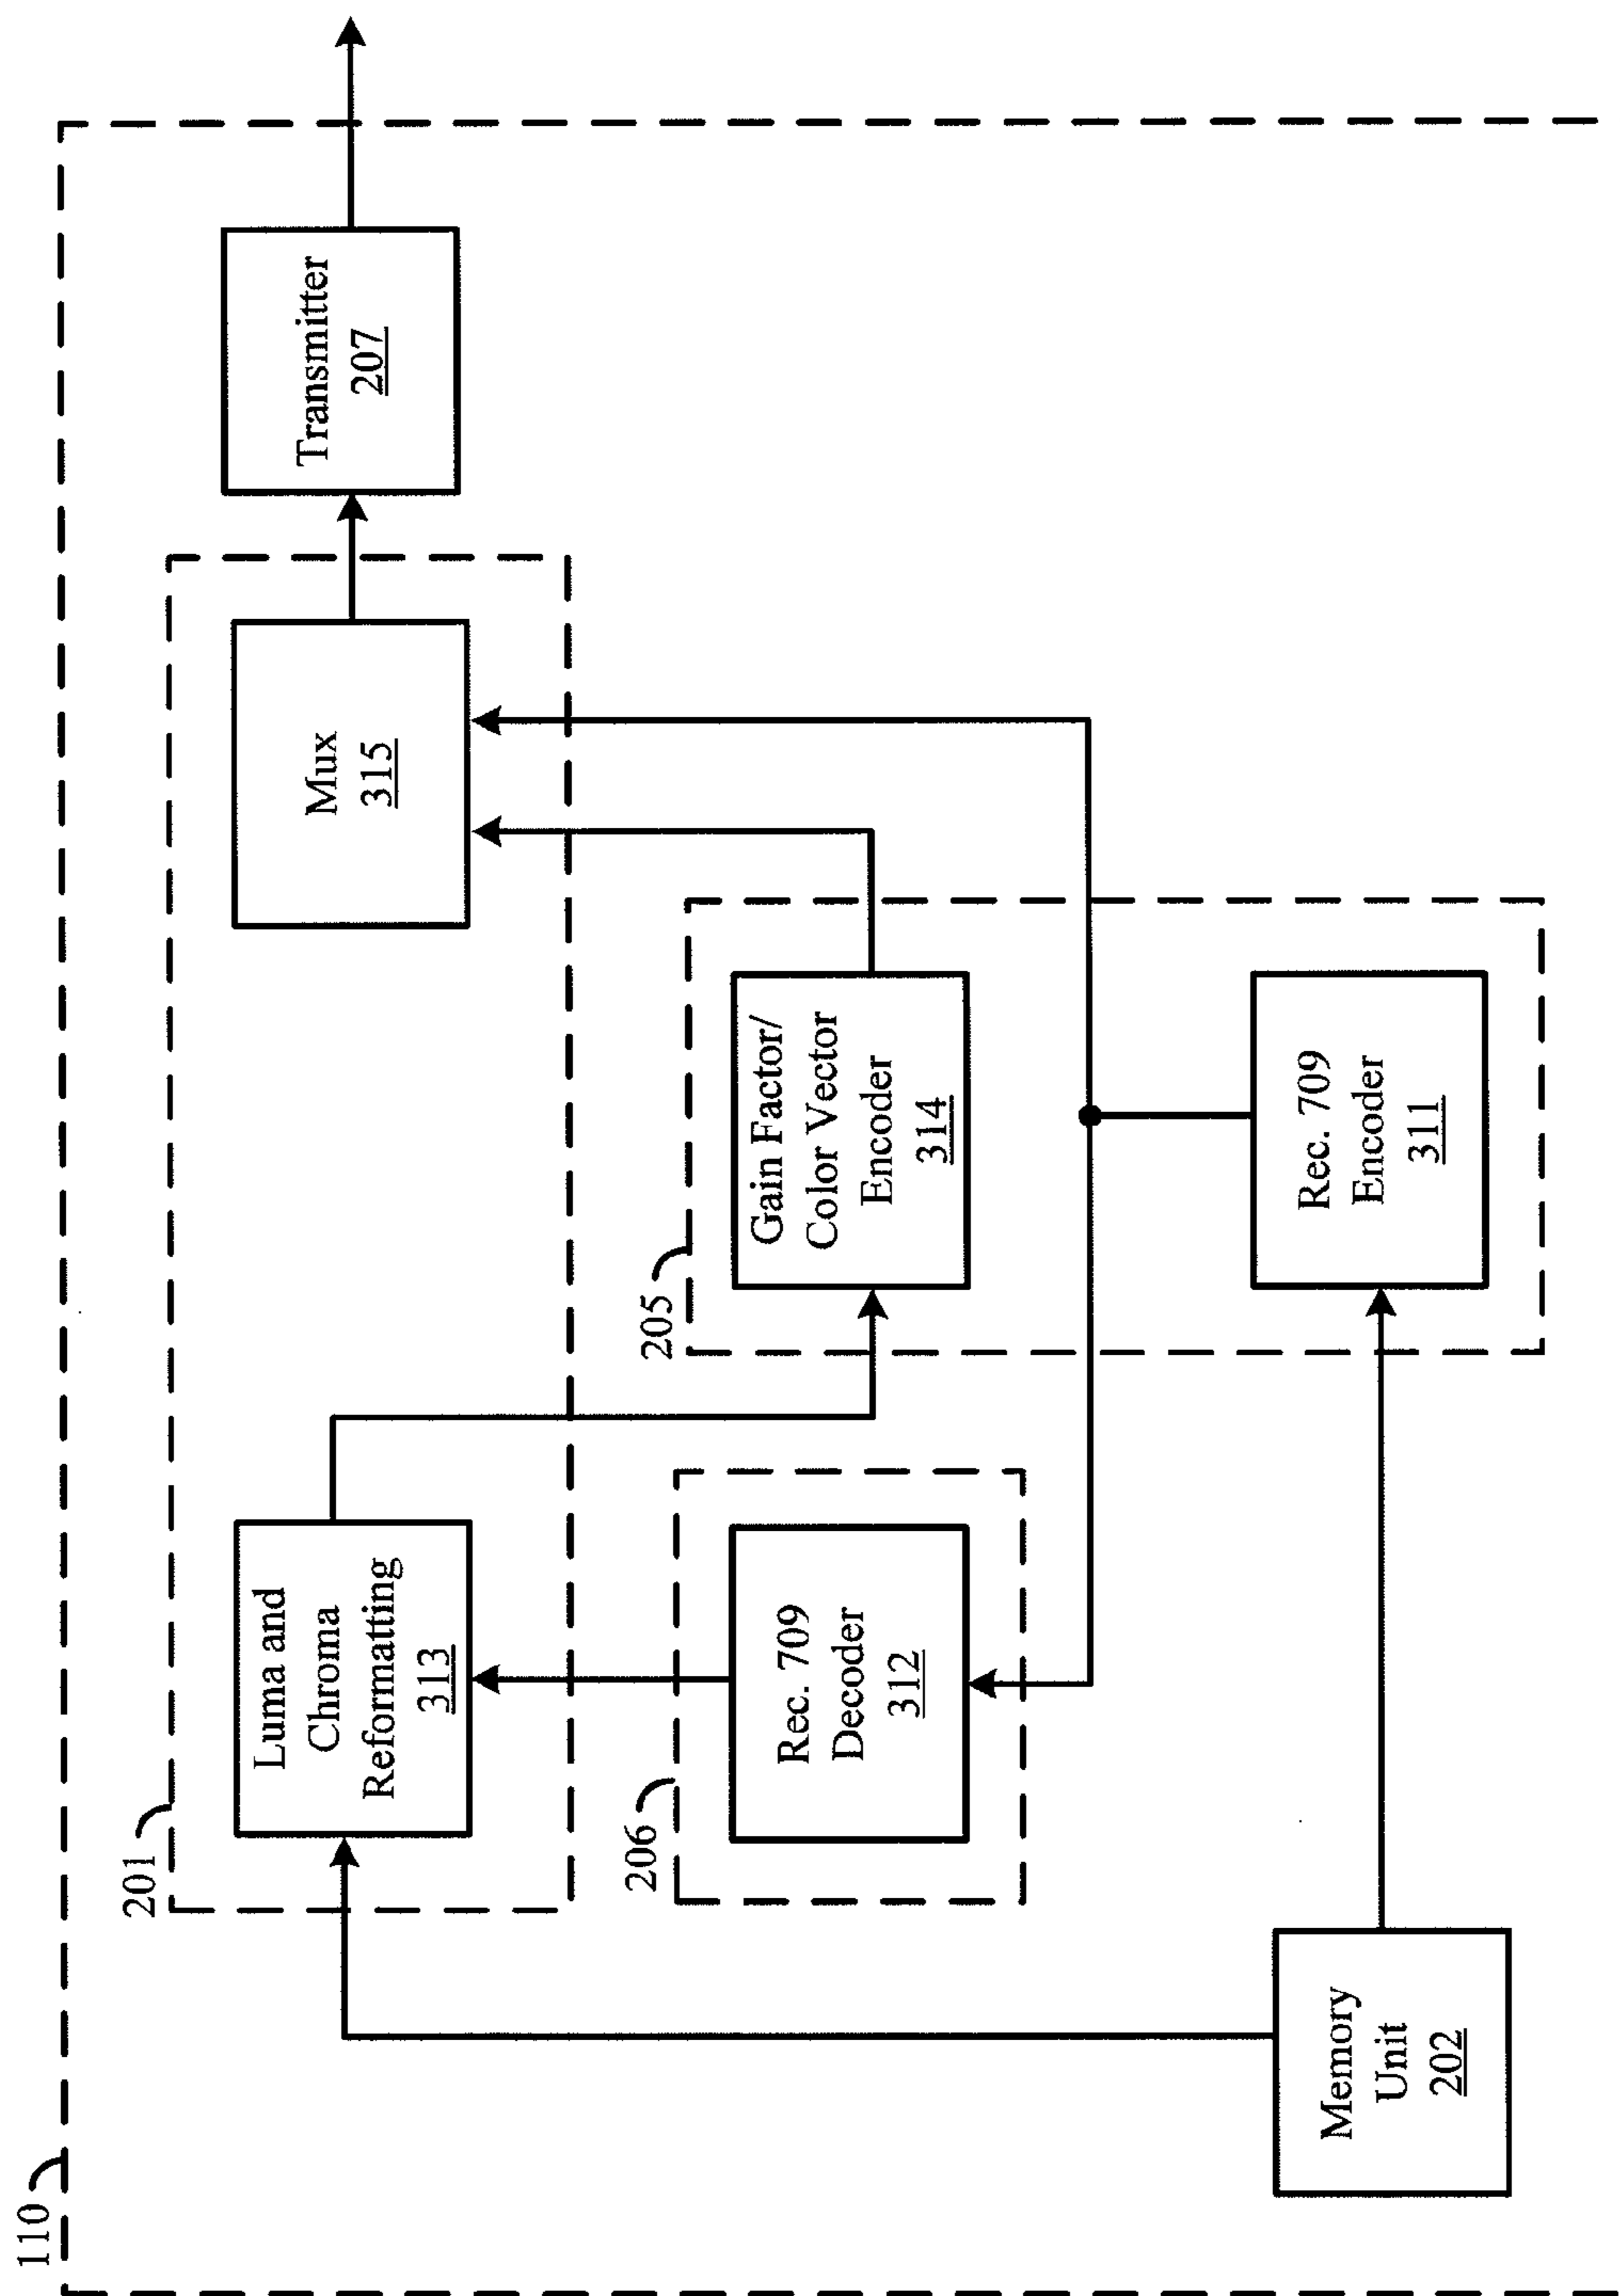 110
201
Luma and
Chroma
Reformatting
313
Mux
315
Transmitter
207
206
Rec. 709
Decoder
312
205
Gain Factor/
Color Vector
Encoder
314
Memory
Unit
202
Rec. 709
Encoder
311